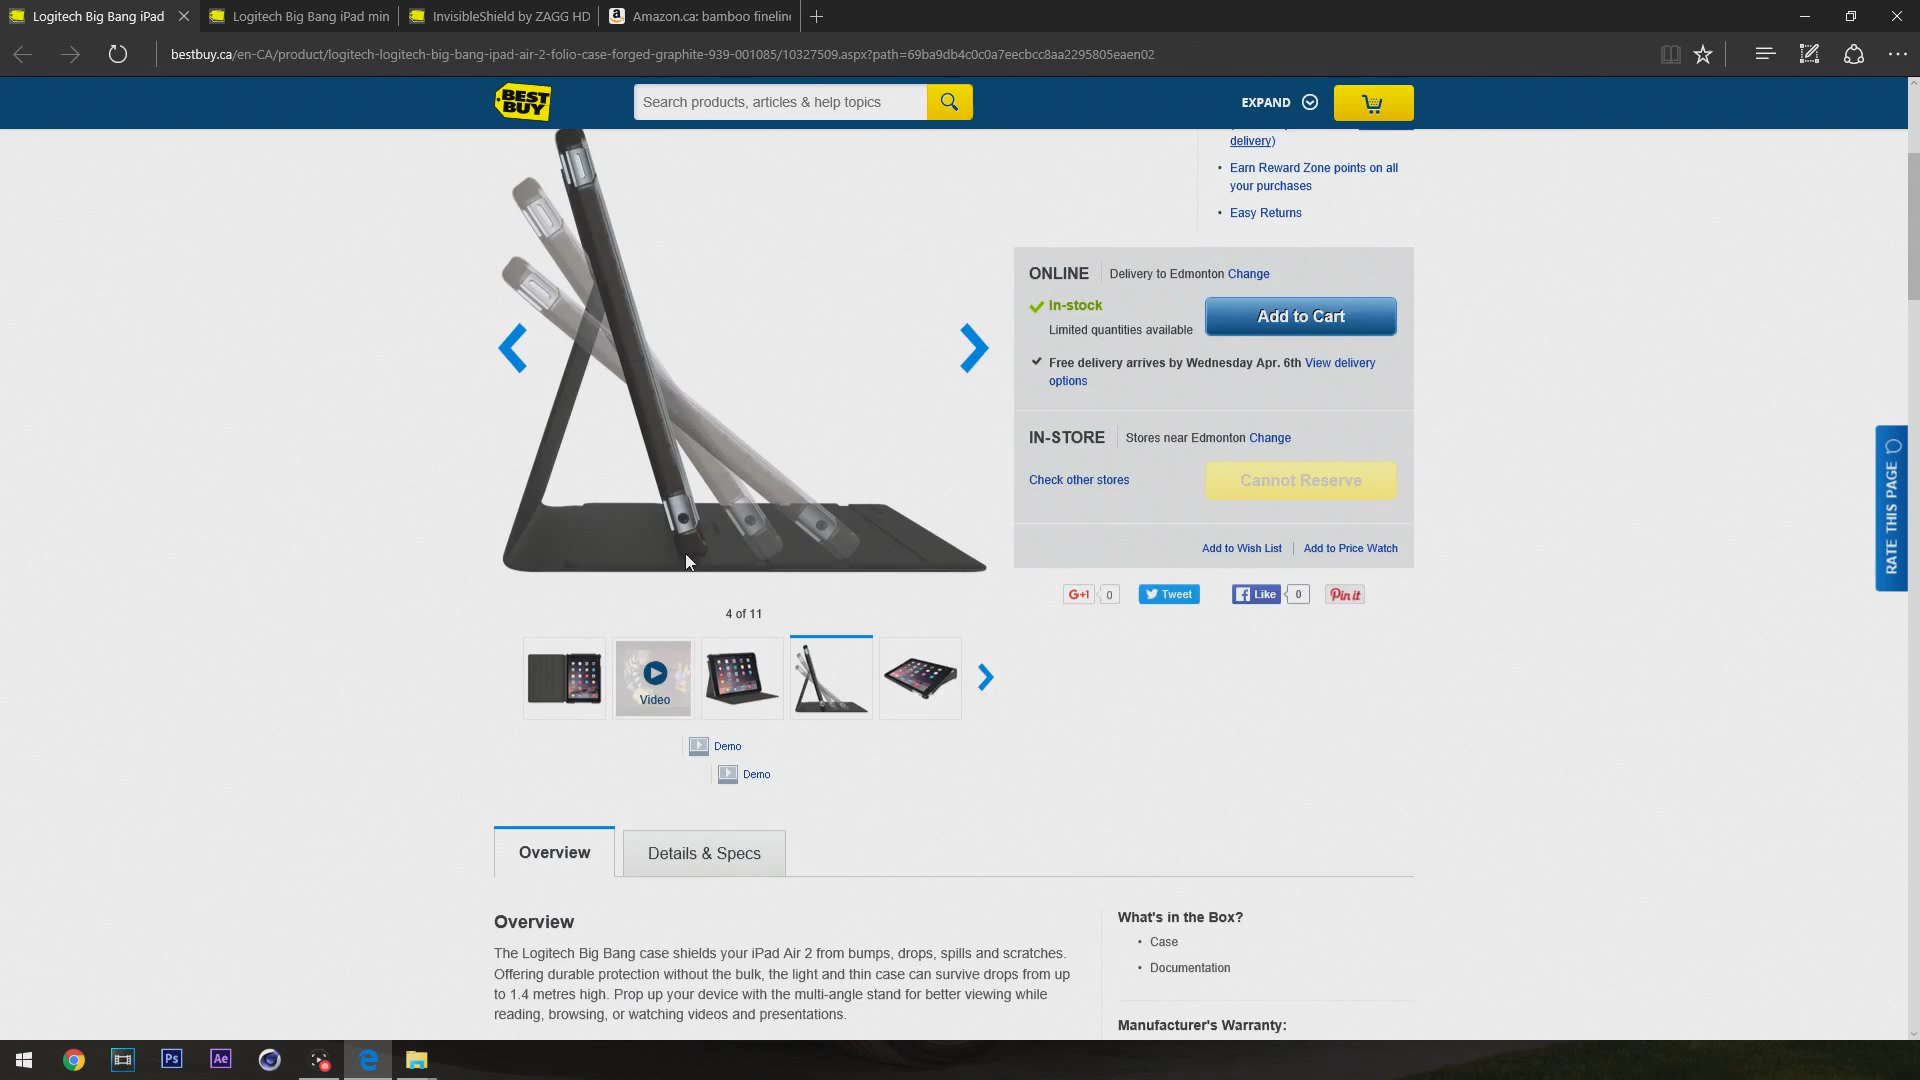 Logitech Big Bang iPad
Logitech Big Bang iPad min
InvisibleShield by ZAGG HD
Amazon.ca: bamboo fineline
bestbuy.ca/en-CA/product/logitech-logitech-big-bang-ipad-air-2-folio-case-forged-graphite-939-001085/10327509.aspx?path=69ba9db4c0c0a7eecbcc8aa2295805eaen02
BEST BUY
Search products, articles & help topics
EXPAND
delivery)
• Earn Reward Zone points on all
your purchases
• Easy Returns
ONLINE
Delivery to Edmonton Change
In-stock
Limited quantities available
Add to Cart
Free delivery arrives by Wednesday Apr. 6th View delivery
options
IN-STORE
Stores near Edmonton Change
Check other stores
Cannot Reserve
Add to Wish List
Add to Price Watch
G+1 0
Tweet
Like 0
Pin it
RATE THIS PAGE
4 of 11
Video
Demo
Demo
Overview
Details & Specs
Overview
The Logitech Big Bang case shields your iPad Air 2 from bumps, drops, spills and scratches.
Offering durable protection without the bulk, the light and thin case can survive drops from up
to 1.4 metres high. Prop up your device with the multi-angle stand for better viewing while
reading, browsing, or watching videos and presentations.
What's in the Box?
• Case
• Documentation
Manufacturer's Warranty:
Ps
Ae